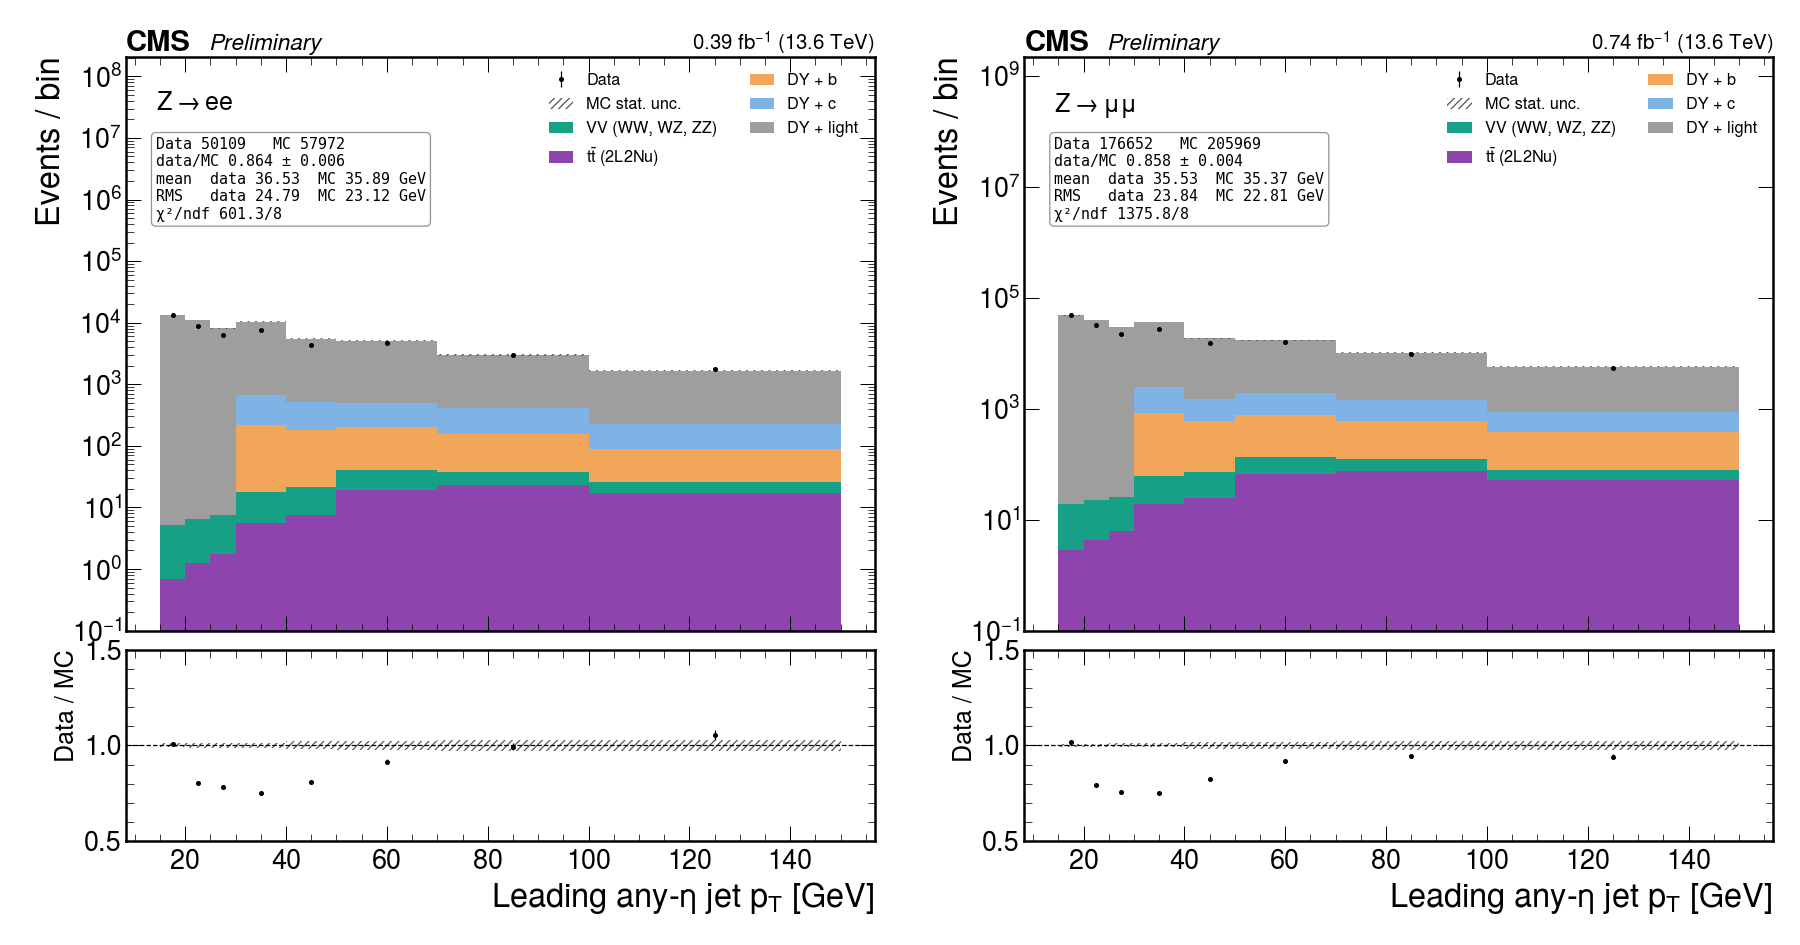 CMS Preliminary 0.39 fb⁻¹ (13.6 TeV)
Events / bin
10⁸
10⁷
10⁶
10⁵
10⁴
10³
10²
10¹
10⁰
10⁻¹
Z → ee
Data 50109 MC 57972
data/MC 0.864 ± 0.006
mean data 36.53 MC 35.89 GeV
RMS data 24.79 MC 23.12 GeV
χ²/ndf 601.3/8
Data
MC stat. unc.
VV (WW, WZ, ZZ)
tt̄ (2L2Nu)
DY + b
DY + c
DY + light
Data / MC
1.5
1.0
0.5
20 40 60 80 100 120 140
Leading any-η jet p_T [GeV]
CMS Preliminary 0.74 fb⁻¹ (13.6 TeV)
Events / bin
10⁹
10⁷
10⁵
10³
10¹
10⁻¹
Z → μμ
Data 176652 MC 205969
data/MC 0.858 ± 0.004
mean data 35.53 MC 35.37 GeV
RMS data 23.84 MC 22.81 GeV
χ²/ndf 1375.8/8
Data
MC stat. unc.
VV (WW, WZ, ZZ)
tt̄ (2L2Nu)
DY + b
DY + c
DY + light
Data / MC
1.5
1.0
0.5
20 40 60 80 100 120 140
Leading any-η jet p_T [GeV]